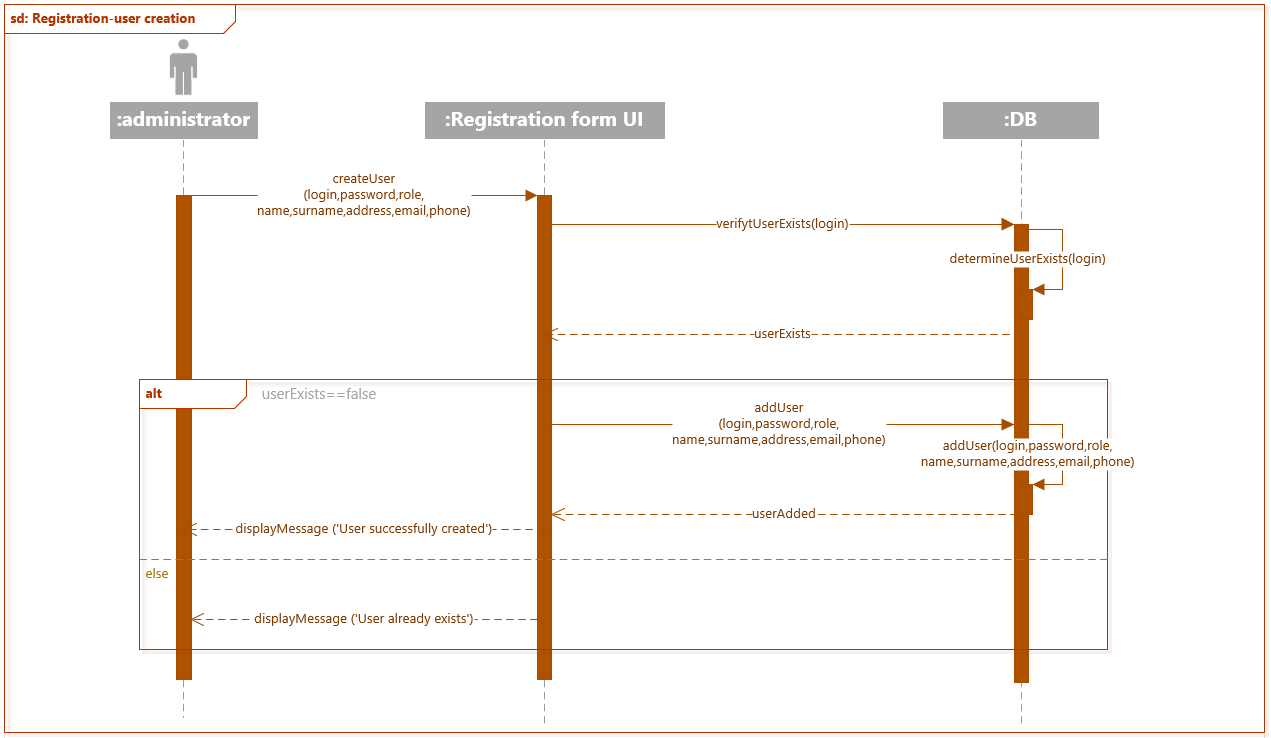 sd: Registration-user creation
:administrator
:Registration form UI
:DB
createUser
(login,password,role,
name,surname,address,email,phone)
verifytUserExists(login)
determineUserExists(login)
userExists
alt
userExists==false
addUser
(login,password,role,
name,surname,address,email,phone)
addUser(login,password,role,
name,surname,address,email,phone)
userAdded
displayMessage ('User successfully created')
else
displayMessage ('User already exists')